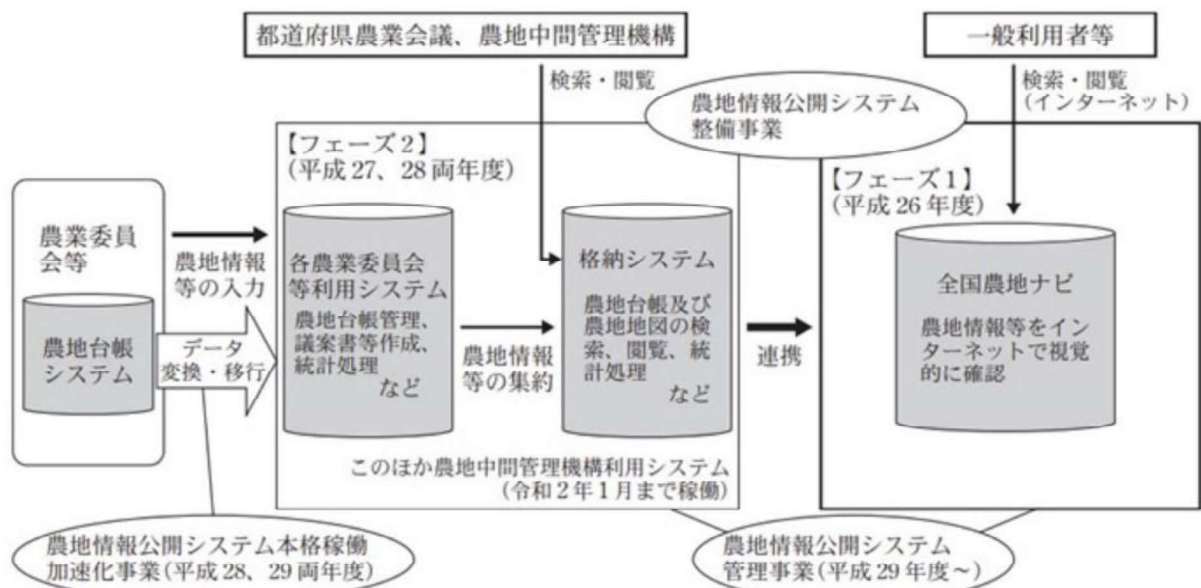 都道府県農業会議、農地中間管理機構
一般利用者等
検索・閲覧
検索・閲覧
(インターネット)
農地情報公開システム
整備事業
【フェーズ2】
(平成27、28両年度)
【フェーズ1】
(平成26年度)
農業委員
会等
農地台帳
システム
農地情報
等の入力
データ
変換・移行
各農業委員会
等利用システム
農地台帳管理、
議案書等作成、
統計処理
など
農地情報
等の集約
格納システム
農地台帳及び
農地地図の検
索、閲覧、統
計処理
など
連携
全国農地ナビ
農地情報等をイン
ターネットで視覚
的に確認
このほか農地中間管理機構利用システム
(令和2年1月まで稼働)
農地情報公開システム本格稼働
加速化事業(平成28、29両年度)
農地情報公開システム
管理事業(平成29年度~)